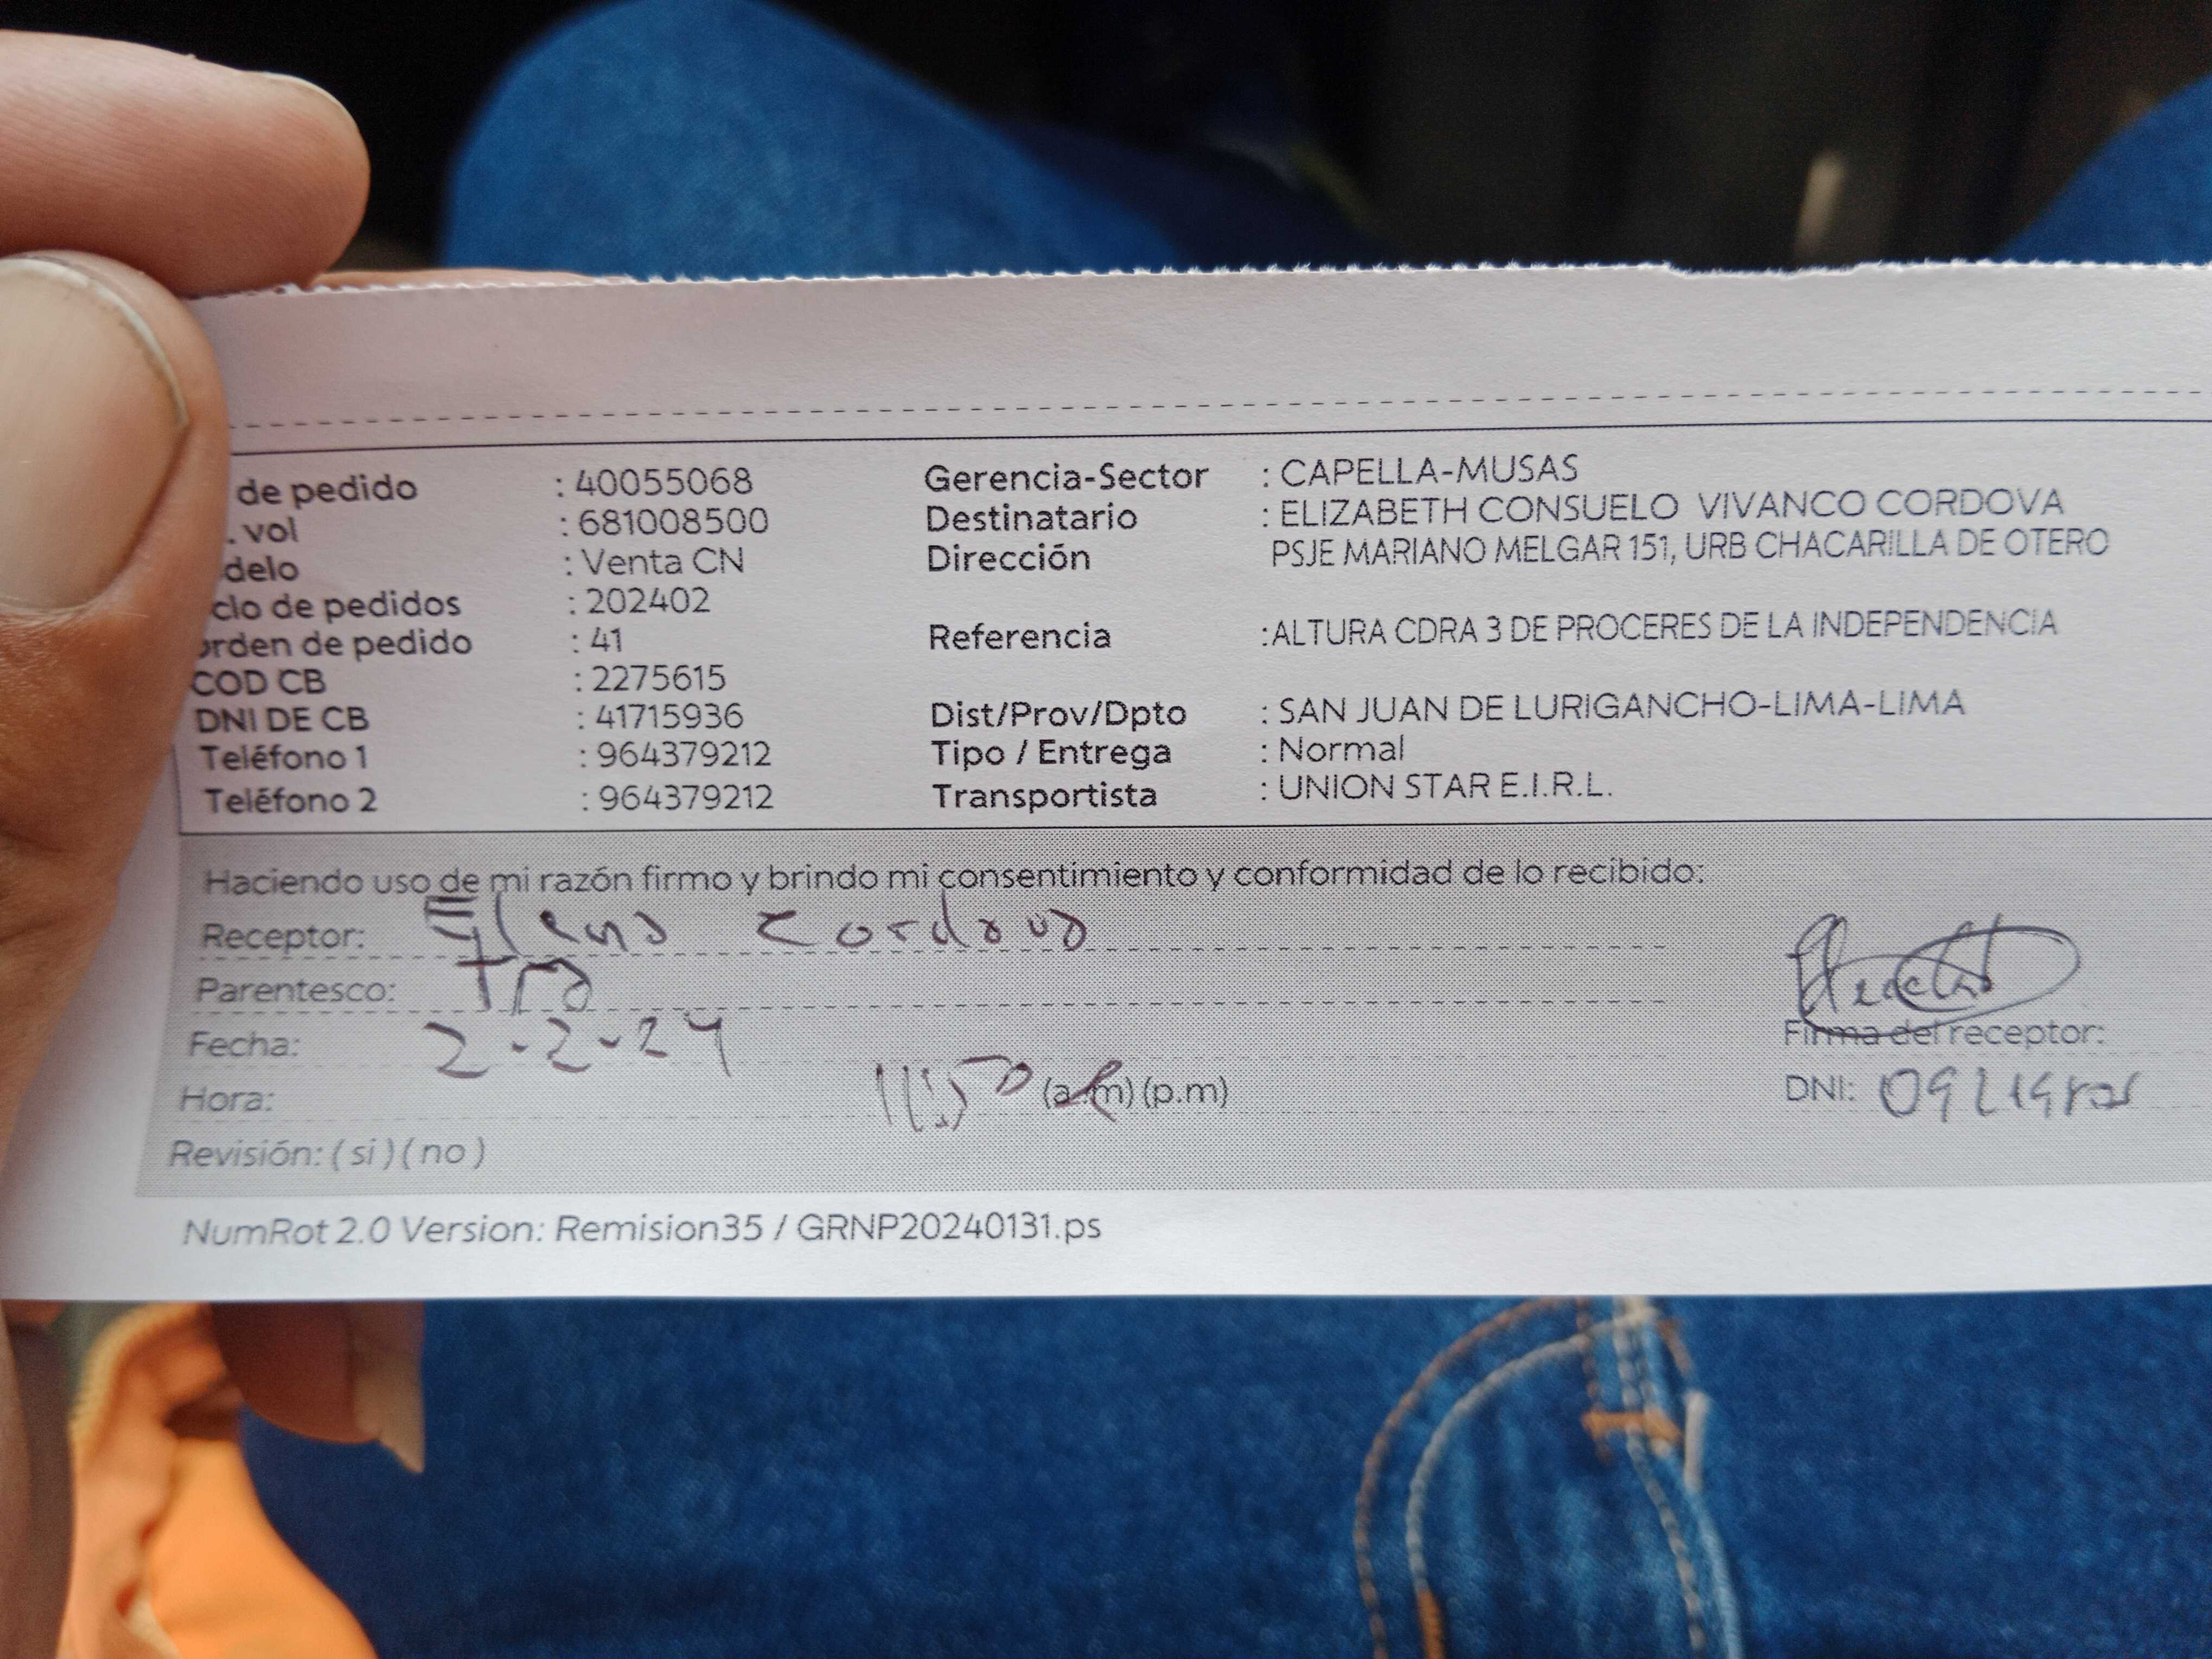 de pedido : 40055068
. vol : 681008500
delo : Venta CN
clo de pedidos : 202402
orden de pedido : 41
COD CB : 2275615
DNI DE CB : 41715936
Teléfono 1 : 964379212
Teléfono 2 : 964379212
Gerencia-Sector : CAPELLA-MUSAS
Destinatario : ELIZABETH CONSUELO VIVANCO CORDOVA
Dirección PSJE MARIANO MELGAR 151, URB CHACARILLA DE OTERO
Referencia :ALTURA CDRA 3 DE PROCERES DE LA INDEPENDENCIA
Dist/Prov/Dpto : SAN JUAN DE LURIGANCHO-LIMA-LIMA
Tipo / Entrega : Normal
Transportista : UNION STAR E.I.R.L.
Haciendo uso de mi razón firmo y brindo mi consentimiento y conformidad de lo recibido:
Receptor: Cordova
Parentesco:
Fecha: 2-2-24
Hora: 11:50 (a.m) (p.m)
Revisión: ( si ) ( no )
Firma del receptor:
DNI:
NumRot 2.0 Version: Remision35 / GRNP20240131.ps